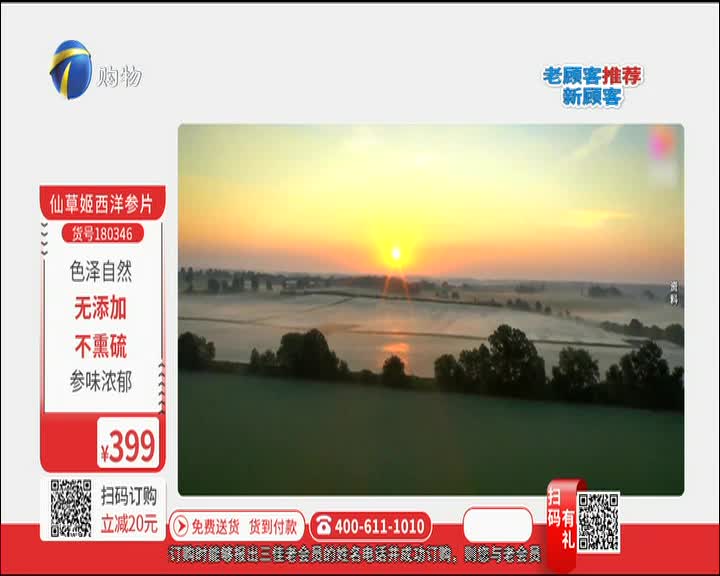 购物
老顾客推荐
新顾客
仙草姬西洋参片
货号180346
色泽自然
无添加
不熏硫
参味浓郁
¥399
资料
扫码订购
立减20元
免费送货 货到付款
400-611-1010
扫码
有礼
订购时能够报出三位老会员的姓名电话并成功订购，则您与老会员